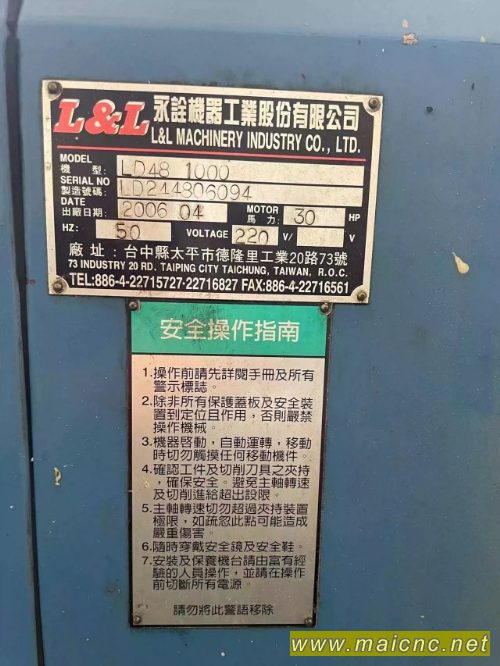 L&L 永詮機器工業股份有限公司
L&L MACHINERY INDUSTRY CO., LTD.
MODEL
機 型: LD48 1000
SERIAL NO
製造號碼: LD244806094
DATE
出廠日期: 2006 04 MOTOR 馬 力: 30 HP
HZ: 50 VOLTAGE 220 V/ V
廠 址:台中縣太平市德隆里工業20路73號
73 INDUSTRY 20 RD. TAIPING CITY TAICHUNG, TAIWAN, R.O.C.
TEL:886-4-22715727-22716827 FAX:886-4-22716561
安全操作指南
1.操作前請先詳閱手冊及所有
警示標誌。
2.除非所有保護蓋板及安全裝
置到定位且作用,否則嚴禁
操作機械。
3.機器啓動,自動運轉,移動
時切勿觸摸任何移動機件。
4.確認工件及切削刀具之夾持
,確保安全。避免主軸轉速
及切削進給超出設限。
5.主軸轉速切勿超過夾持裝置
極限,如疏忽此點可能造成
嚴重傷害。
6.隨時穿戴安全鏡及安全鞋。
7.安裝及保養機台請由富有經
驗的人員操作,並請在操作
前切斷所有電源。
請勿將此警語移除
www.maicnc.net